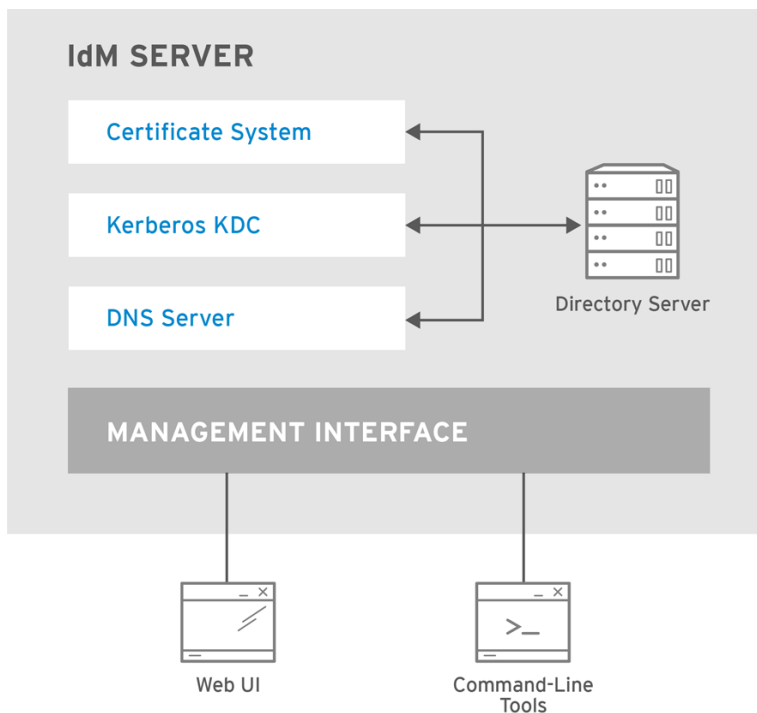 IdM SERVER
Certificate System
Kerberos KDC
DNS Server
Directory Server
MANAGEMENT INTERFACE
Web UI
Command-Line
Tools